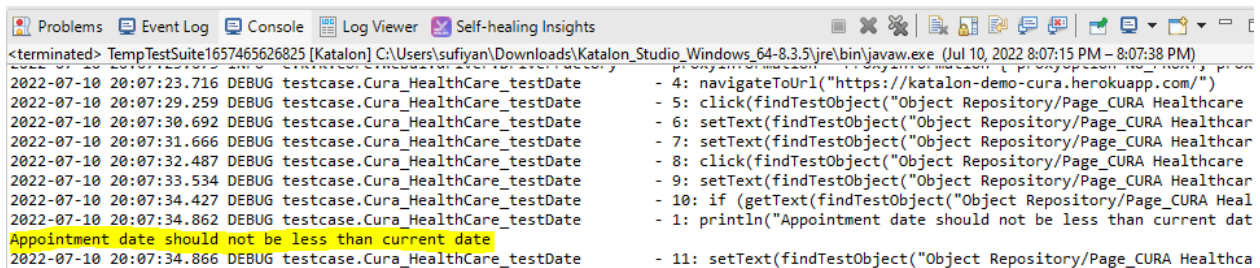 Problems Event Log Console Log Viewer Self-healing Insights
<terminated> TempTestSuite1657465626825 [Katalon] C:\Users\sufiyan\Downloads\Katalon_Studio_Windows_64-8.3.5\jre\bin\javaw.exe (Jul 10, 2022 8:07:15 PM – 8:07:38 PM)
2022-07-10 20:07:23.716 DEBUG testcase.Cura_HealthCare_testDate - 4: navigateToUrl("https://katalon-demo-cura.herokuapp.com/")
2022-07-10 20:07:29.259 DEBUG testcase.Cura_HealthCare_testDate - 5: click(findTestObject("Object Repository/Page_CURA Healthcare
2022-07-10 20:07:30.692 DEBUG testcase.Cura_HealthCare_testDate - 6: setText(findTestObject("Object Repository/Page_CURA Healthcar
2022-07-10 20:07:31.666 DEBUG testcase.Cura_HealthCare_testDate - 7: setText(findTestObject("Object Repository/Page_CURA Healthcar
2022-07-10 20:07:32.487 DEBUG testcase.Cura_HealthCare_testDate - 8: click(findTestObject("Object Repository/Page_CURA Healthcare
2022-07-10 20:07:33.534 DEBUG testcase.Cura_HealthCare_testDate - 9: setText(findTestObject("Object Repository/Page_CURA Healthcar
2022-07-10 20:07:34.427 DEBUG testcase.Cura_HealthCare_testDate - 10: if (getText(findTestObject("Object Repository/Page_CURA Heal
2022-07-10 20:07:34.862 DEBUG testcase.Cura_HealthCare_testDate - 1: println("Appointment date should not be less than current dat
Appointment date should not be less than current date
2022-07-10 20:07:34.866 DEBUG testcase.Cura_HealthCare_testDate - 11: setText(findTestObject("Object Repository/Page_CURA Healthca